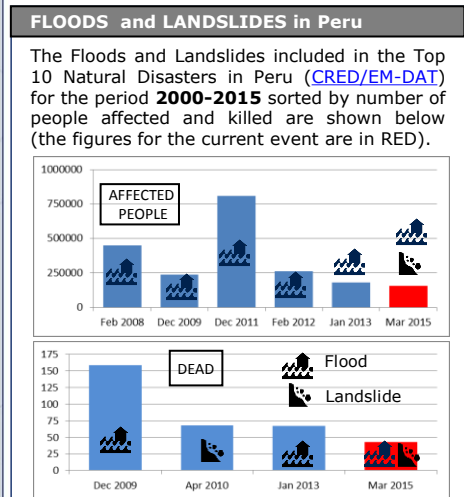 FLOODS and LANDSLIDES in Peru
The Floods and Landslides included in the Top
10 Natural Disasters in Peru (CRED/EM-DAT)
for the period 2000-2015 sorted by number of
people affected and killed are shown below
(the figures for the current event are in RED).
1000000
AFFECTED
PEOPLE
750000
500000
250000
0
Feb 2008 Dec 2009 Dec 2011 Feb 2012 Jan 2013 Mar 2015
175
150
125
100
75
50
25
0
DEAD
Flood
Landslide
Dec 2009 Apr 2010 Jan 2013 Mar 2015